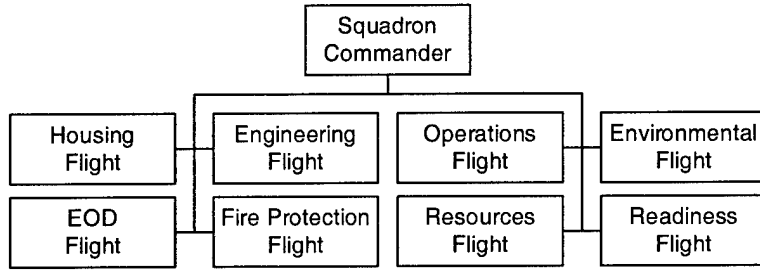 Squadron
Commander
Housing
Flight
Engineering
Flight
Operations
Flight
Environmental
Flight
EOD
Flight
Fire Protection
Flight
Resources
Flight
Readiness
Flight